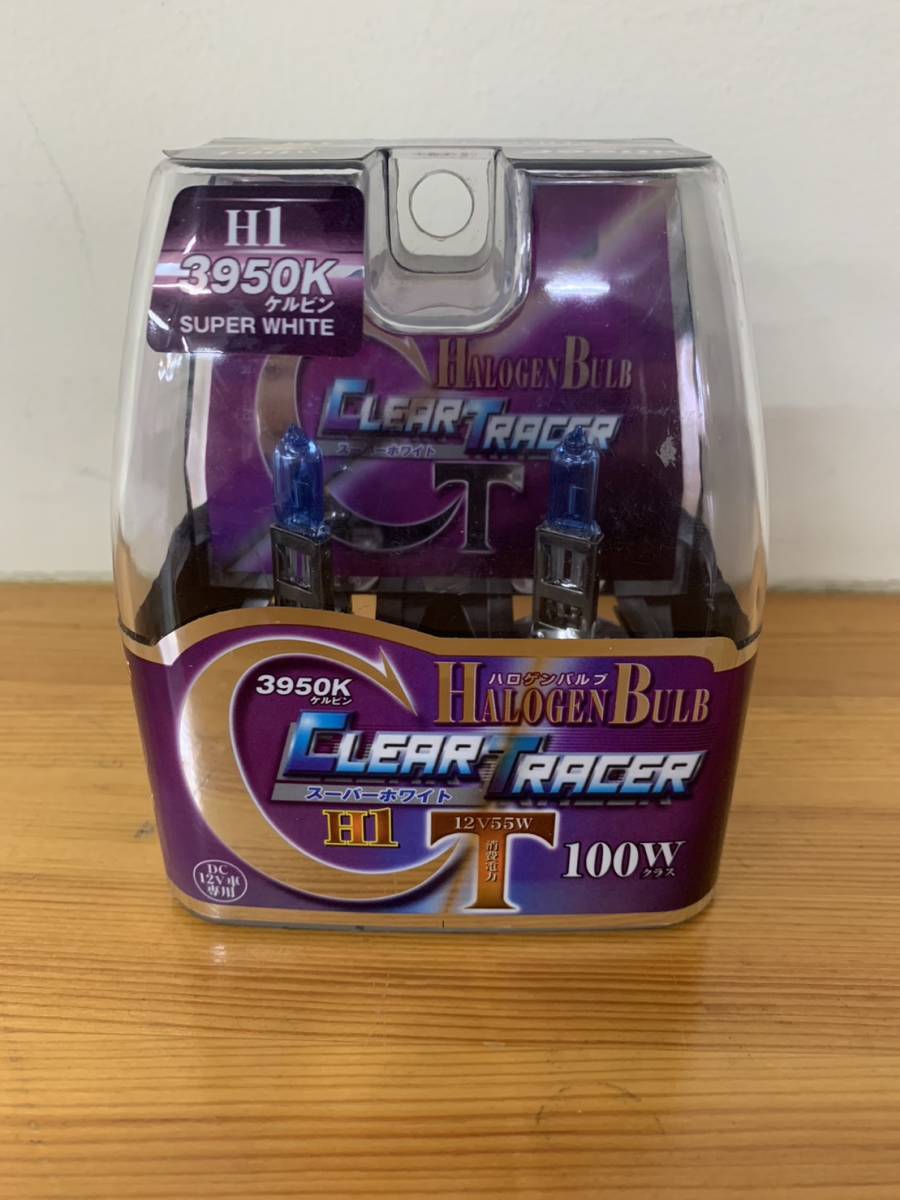 H1
3950K
ケルビン
SUPER WHITE
HALOGEN BULB
CLEAR TRACER
スーパーホワイト
T
3950K
ケルビン
ハロゲンバルブ
HALOGEN BULB
CLEAR TRACER
スーパーホワイト
H1
12V55W
消費電力
T
100W
クラス
DC
12V車
専用